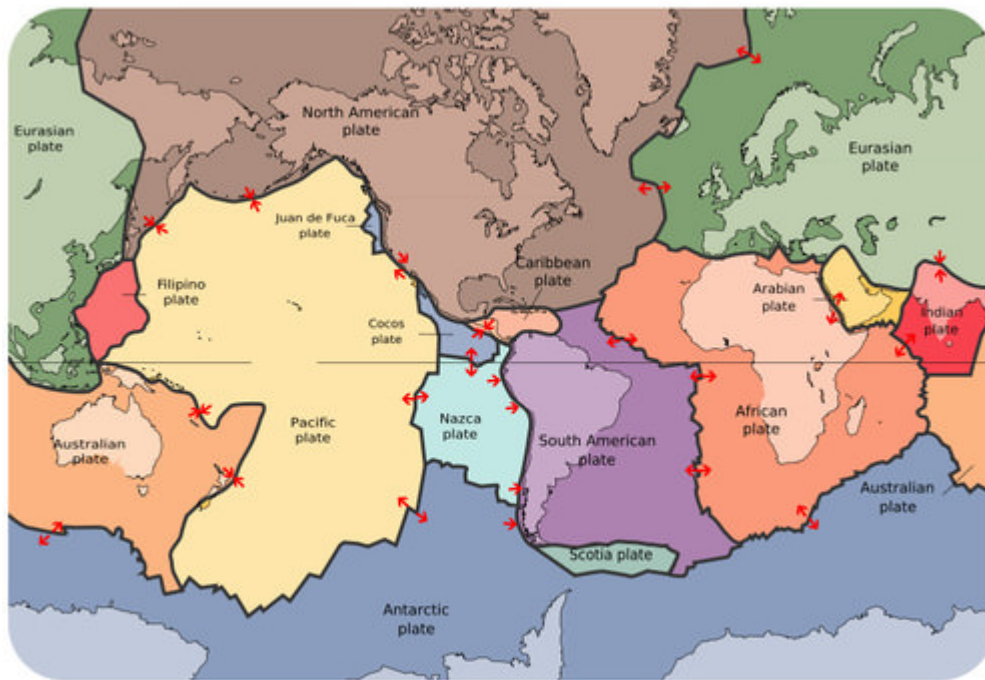 North American
plate
Eurasian
plate
Eurasian
plate
Juan de Fuca
plate
Caribbean
plate
Filipino
plate
Arabian
plate
Indian
plate
Cocos
plate
Pacific
plate
Nazca
plate
African
plate
Australian
plate
South American
plate
Australian
plate
Scotia plate
Antarctic
plate